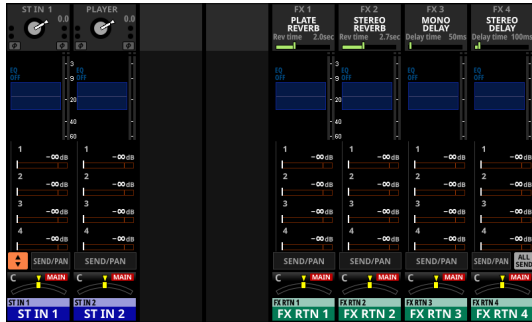 ST IN 1 PLAYER FX 1 FX 2 FX 3 FX 4
PLATE REVERB STEREO REVERB MONO DELAY STEREO DELAY
0.0 0.0 Rev time 2.0sec Rev time 2.7sec Delay time 50ms Delay time 100ms
Ø Ø Ø Ø
EQ OFF EQ OFF EQ OFF EQ OFF EQ OFF EQ OFF
3 3
9 9
20 20
40 40
60 60
1 1 1 1 1 1
-∞dB -∞dB -∞dB -∞dB -∞dB -∞dB
2 2 2 2 2 2
-∞dB -∞dB -∞dB -∞dB -∞dB -∞dB
3 3 3 3 3 3
-∞dB -∞dB -∞dB -∞dB -∞dB -∞dB
4 4 4 4 4 4
-∞dB -∞dB -∞dB -∞dB -∞dB -∞dB
SEND/PAN SEND/PAN SEND/PAN SEND/PAN SEND/PAN SEND/PAN ALL SEND
C MAIN C MAIN C MAIN C MAIN C MAIN C MAIN
ST IN 1 ST IN 2 FX RTN 1 FX RTN 2 FX RTN 3 FX RTN 4
ST IN 1 ST IN 2 FX RTN 1 FX RTN 2 FX RTN 3 FX RTN 4